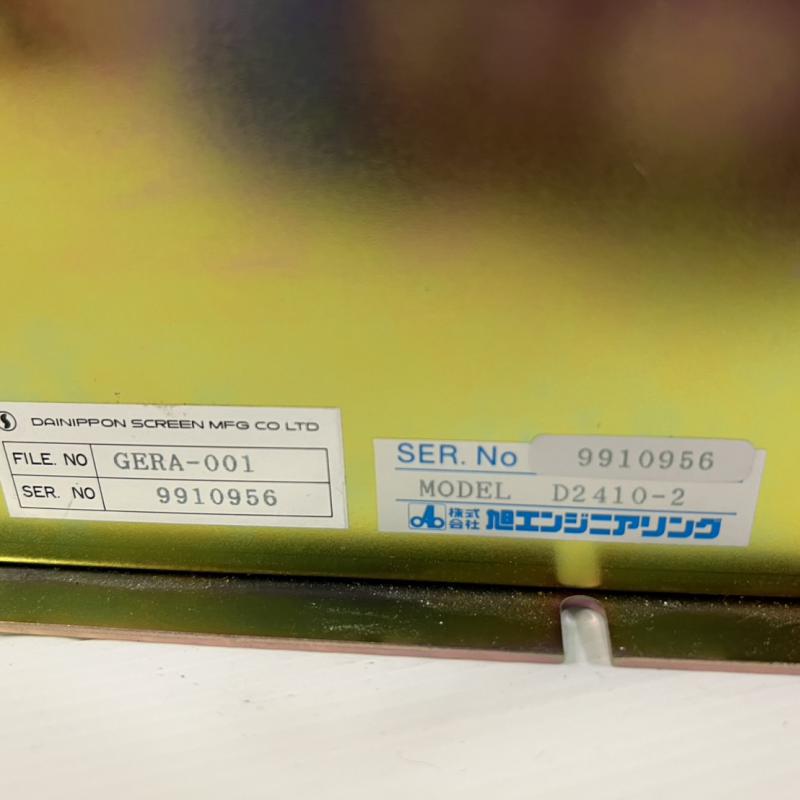 DAINIPPON SCREEN MFG CO LTD
FILE. NO GERA-001
SER. NO 9910956
SER. No 9910956
MODEL D2410-2
株式会社 旭エンジニアリング